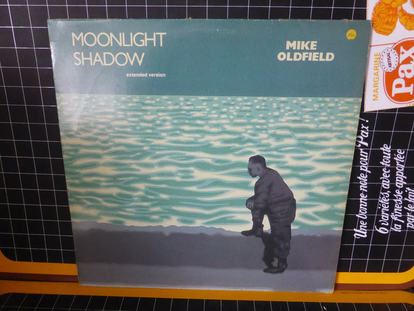 MOONLIGHT
SHADOW
extended version
MIKE
OLDFIELD
MARGARINE
Pax
Une bonne note pour "Pax"!
6 variétés, avec toute
la finesse apportée
par le lait